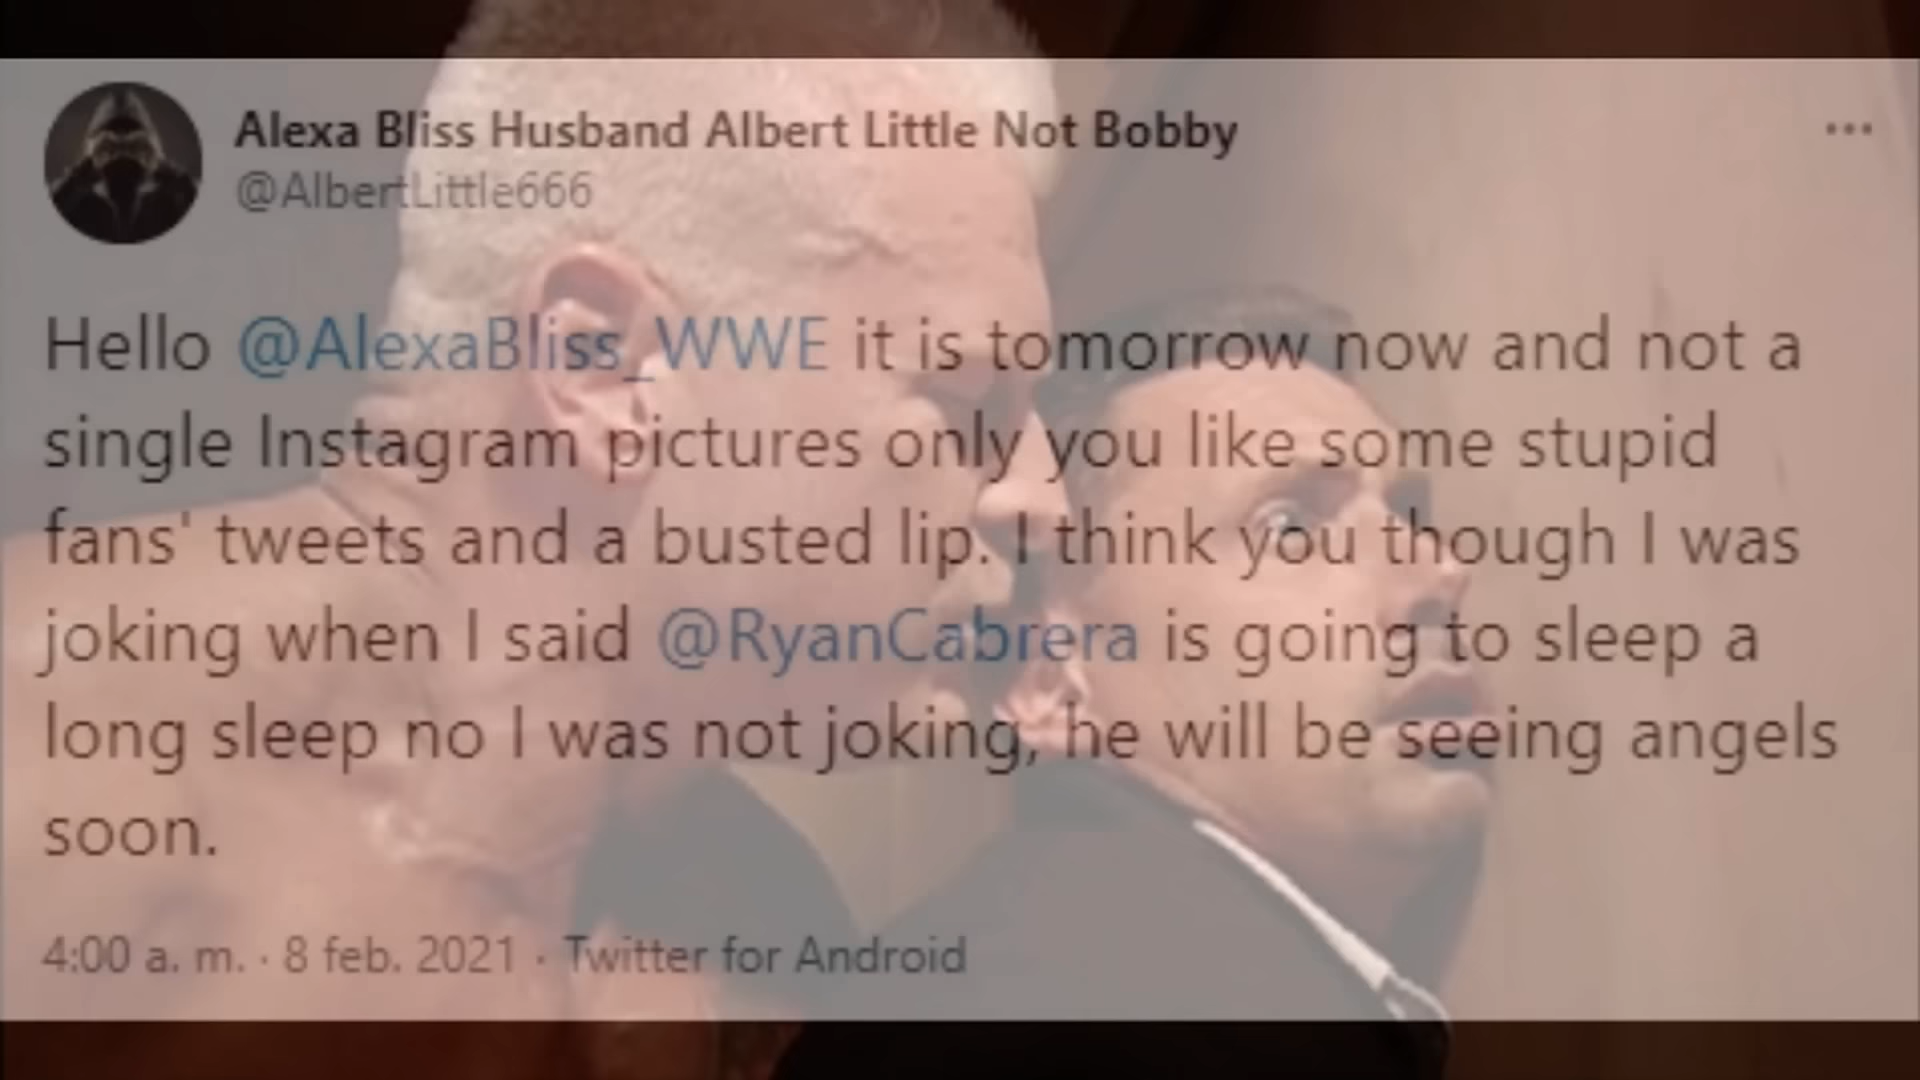 Alexa Bliss Husband Albert Little Not Bobby
@AlbertLittle666
Hello @AlexaBliss_WWE it is tomorrow now and not a
single Instagram pictures only you like some stupid
fans' tweets and a busted lip. I think you though I was
joking when I said @RyanCabrera is going to sleep a
long sleep no I was not joking, he will be seeing angels
soon.
4:00 a. m. · 8 feb. 2021 · Twitter for Android